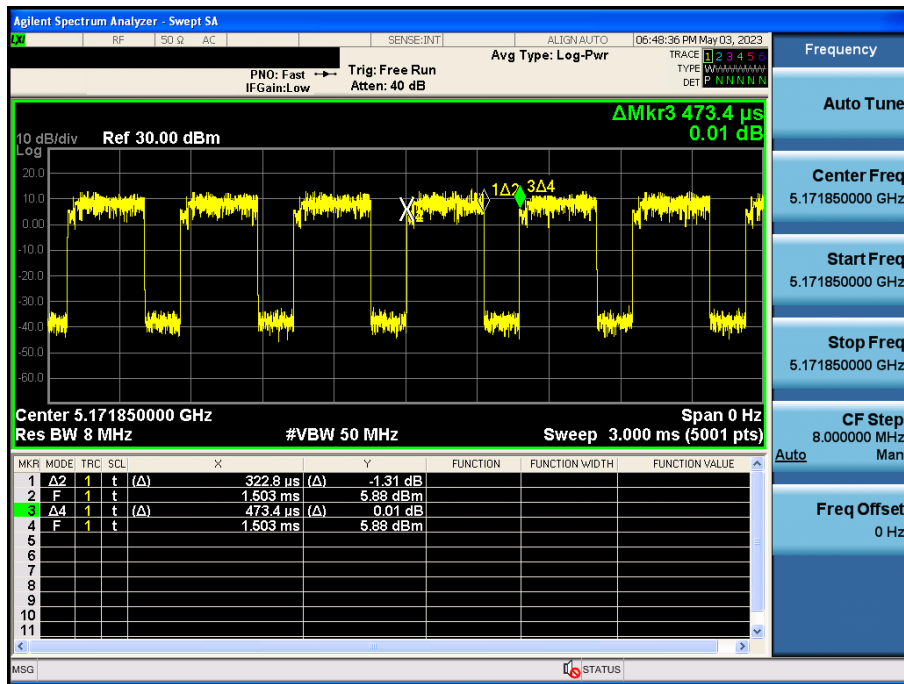 Agilent Spectrum Analyzer - Swept SA
LXI RF 50 Ω AC SENSE:INT ALIGN AUTO 06:48:36 PM May 03, 2023
PNO: Fast Trig: Free Run Avg Type: Log-Pwr TRACE 1 2 3 4 5 6
IFGain:Low Atten: 40 dB TYPE WWWWWW
DET P N N N N N
ΔMkr3 473.4 µs
0.01 dB
10 dB/div Ref 30.00 dBm
Log
20.0
10.0
0.00
-10.0
-20.0
-30.0
-40.0
-50.0
-60.0
1Δ2 3Δ4
Center 5.171850000 GHz Span 0 Hz
Res BW 8 MHz #VBW 50 MHz Sweep 3.000 ms (5001 pts)
MKR MODE TRC SCL X Y FUNCTION FUNCTION WIDTH FUNCTION VALUE
1 Δ2 1 t (Δ) 322.8 µs (Δ) -1.31 dB
2 F 1 t 1.503 ms 5.88 dBm
3 Δ4 1 t (Δ) 473.4 µs (Δ) 0.01 dB
4 F 1 t 1.503 ms 5.88 dBm
5
6
7
8
9
10
11
MSG STATUS
Frequency
Auto Tune
Center Freq
5.171850000 GHz
Start Freq
5.171850000 GHz
Stop Freq
5.171850000 GHz
CF Step
8.000000 MHz
Auto Man
Freq Offset
0 Hz